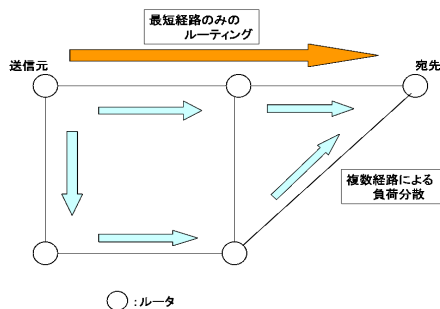 最短経路のみの
ルーティング
送信元
宛先
複数経路による
負荷分散
○:ルータ